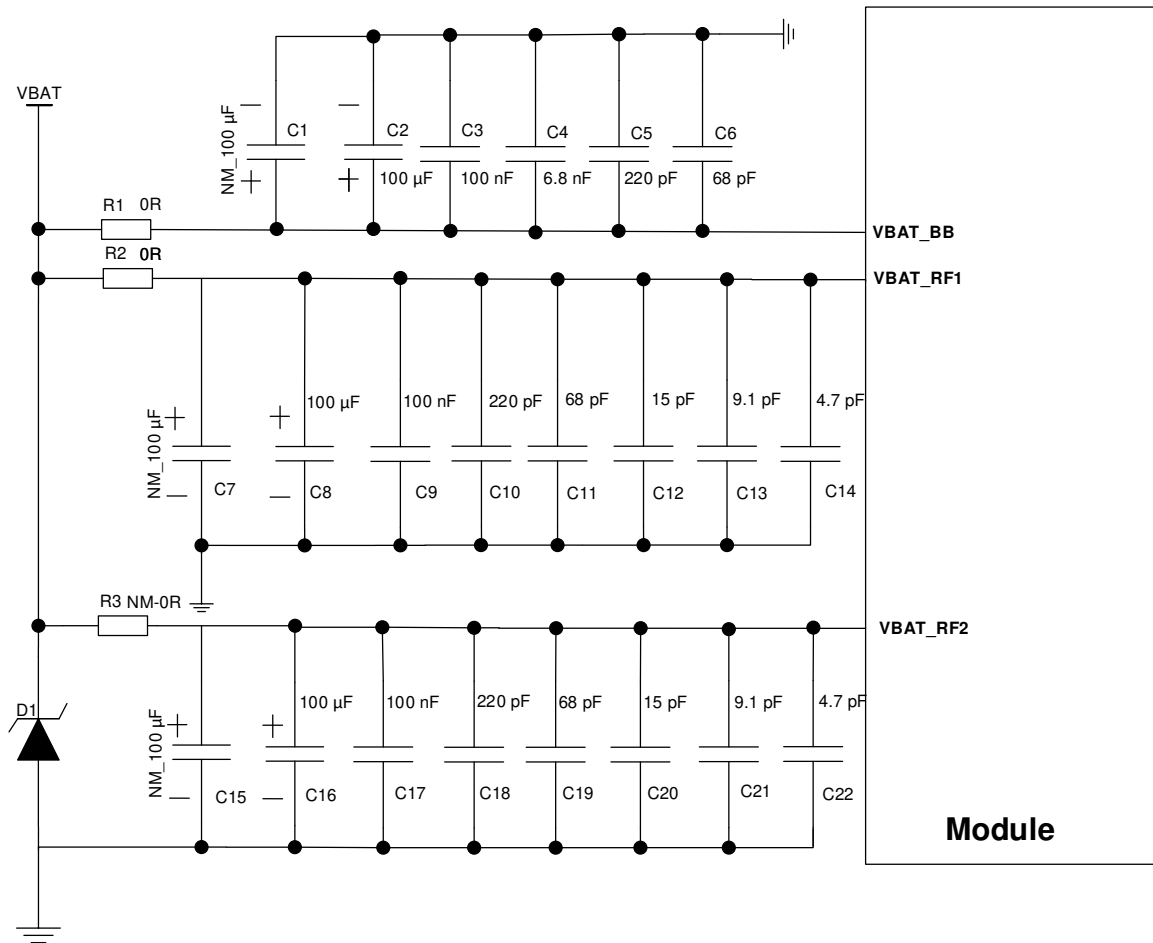 VBAT
NM_100 µF
C1
C2
C3
C4
C5
C6
100 µF
100 nF
6.8 nF
220 pF
68 pF
R1 0R
VBAT_BB
R2 0R
VBAT_RF1
100 µF
100 nF
220 pF
68 pF
15 pF
9.1 pF
4.7 pF
NM_100 µF
C7
C8
C9
C10
C11
C12
C13
C14
R3 NM-0R
VBAT_RF2
D1
100 µF
100 nF
220 pF
68 pF
15 pF
9.1 pF
4.7 pF
NM_100 µF
C15
C16
C17
C18
C19
C20
C21
C22
Module